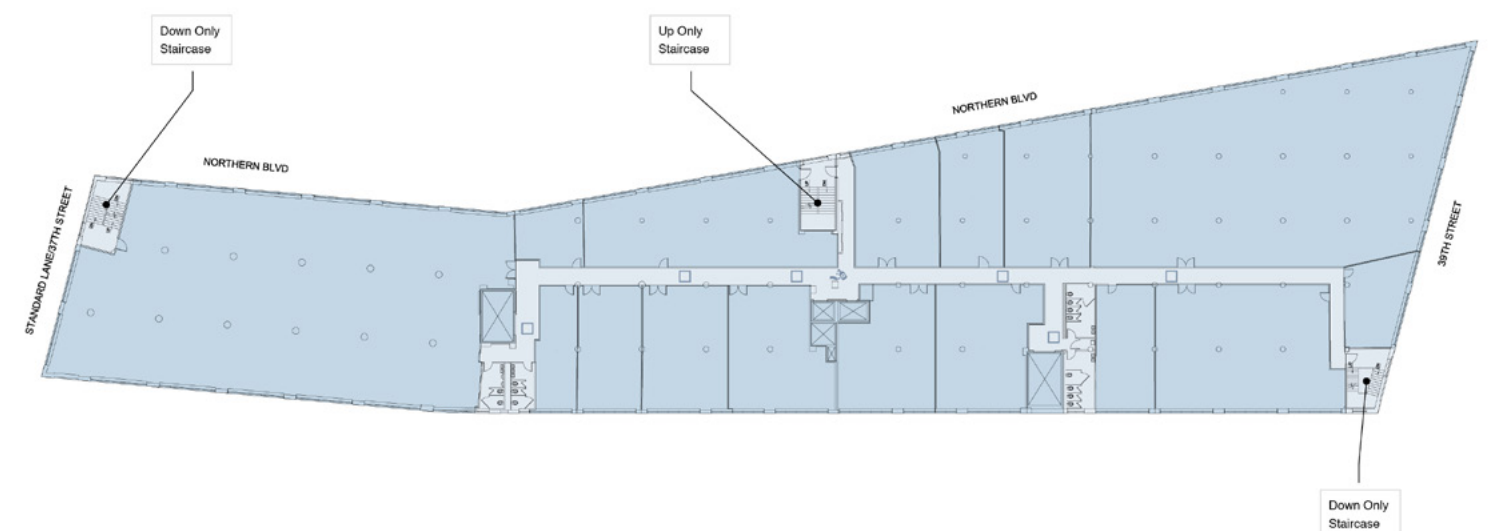 Down Only
Staircase
Up Only
Staircase
NORTHERN BLVD
NORTHERN BLVD
STANDARD LANE/37TH STREET
39TH STREET
Down Only
Staircase